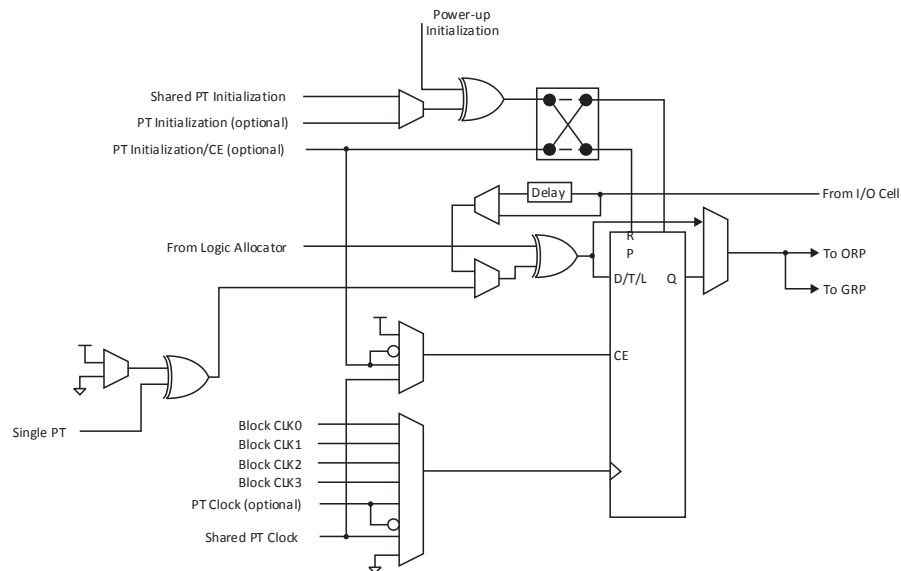 Power-up
Initialization
Shared PT Initialization
PT Initialization (optional)
PT Initialization/CE (optional)
Delay
From I/O Cell
From Logic Allocator
R
P
To ORP
D/T/L
Q
To GRP
CE
Single PT
Block CLK0
Block CLK1
Block CLK2
Block CLK3
PT Clock (optional)
Shared PT Clock